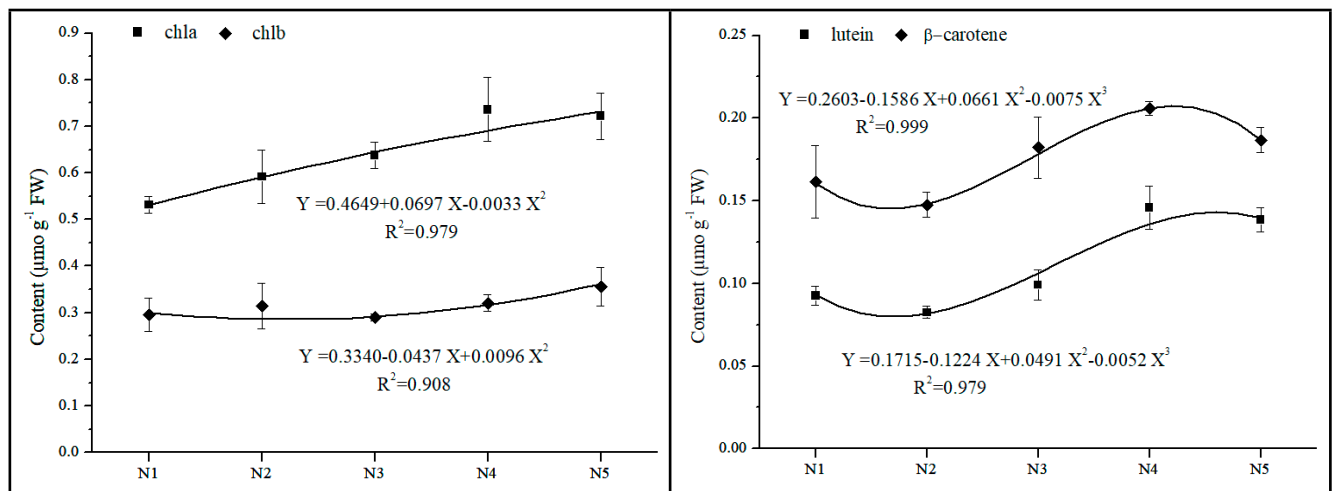 chla chlb
0.9
0.8
0.7
0.6
0.5
0.4
0.3
0.2
0.1
0.0
Content (µmo g⁻¹ FW)
Y =0.4649+0.0697 X-0.0033 X²
R²=0.979
Y =0.3340-0.0437 X+0.0096 X²
R²=0.908
N1 N2 N3 N4 N5
lutein β–carotene
0.25
0.20
0.15
0.10
0.05
0.00
Content (µmo g⁻¹ FW)
Y =0.2603-0.1586 X+0.0661 X²-0.0075 X³
R²=0.999
Y =0.1715-0.1224 X+0.0491 X²-0.0052 X³
R²=0.979
N1 N2 N3 N4 N5